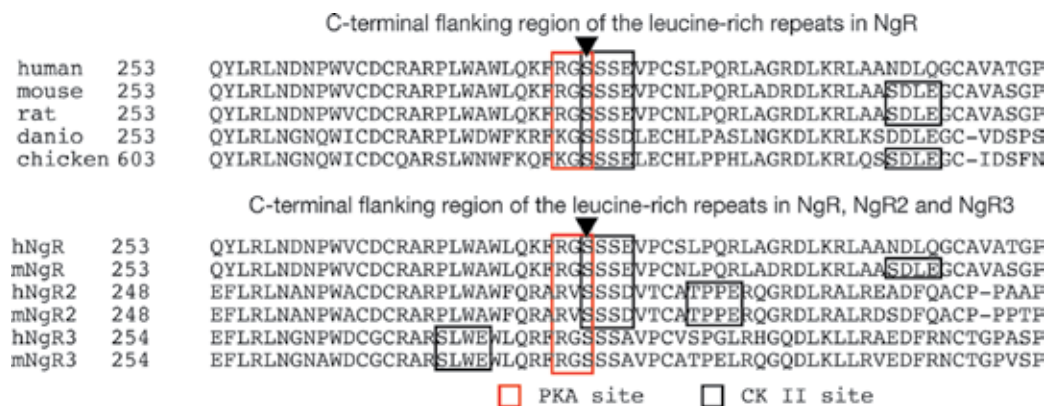 C-terminal flanking region of the leucine-rich repeats in NgR
human 253 QYLRLNDNPWVCDCRARPLWAWLQKFRGSSSEVPCSLPQRLAGRDLKRLAANDLQGCAVATGP
mouse 253 QYLRLNDNPWVCDCRARPLWAWLQKFRGSSSEVPCNLPQRLADRDLKRLAASDLEGCAVASGP
rat 253 QYLRLNDNPWVCDCRARPLWAWLQKFRGSSSEVPCNLPQRLAGRDLKRLAASDLEGCAVASGP
danio 253 QYLRLNGNQWICDCRARPLWDWFKRFKGSSSDLECHLPASLNGKDLKRLKSDDLEGC-VDSPS
chicken 603 QYLRLNGNQWICDCQARSLWNWFKQFKGSSSELECHLPPHLAGRDLKRLQSSDLEGC-IDSFN
C-terminal flanking region of the leucine-rich repeats in NgR, NgR2 and NgR3
hNgR 253 QYLRLNDNPWVCDCRARPLWAWLQKFRGSSSEVPCSLPQRLAGRDLKRLAANDLQGCAVATGP
mNgR 253 QYLRLNDNPWVCDCRARPLWAWLQKFRGSSSEVPCNLPQRLADRDLKRLAASDLEGCAVASGP
hNgR2 248 EFLRLNANPWACDCRARPLWAWFQRARVSSSDVTCATPPERQGRDLRALREADFQACP-PAAP
mNgR2 248 EFLRLNANPWACDCRARPLWAWFQRARVSSSDVTCATPPERQGRDLRALRDSDFQACP-PPTP
hNgR3 254 QFLRLNGNPWDCGCRARSLWEWLQRFRGSSSAVPCVSPGLRHGQDLKLLRAEDFRNCTGPASP
mNgR3 254 QFLRLNGNAWDCGCRARSLWEWLQRFRGSSSAVPCATPELRQGQDLKLLRVEDFRNCTGPVSP
PKA site CK II site